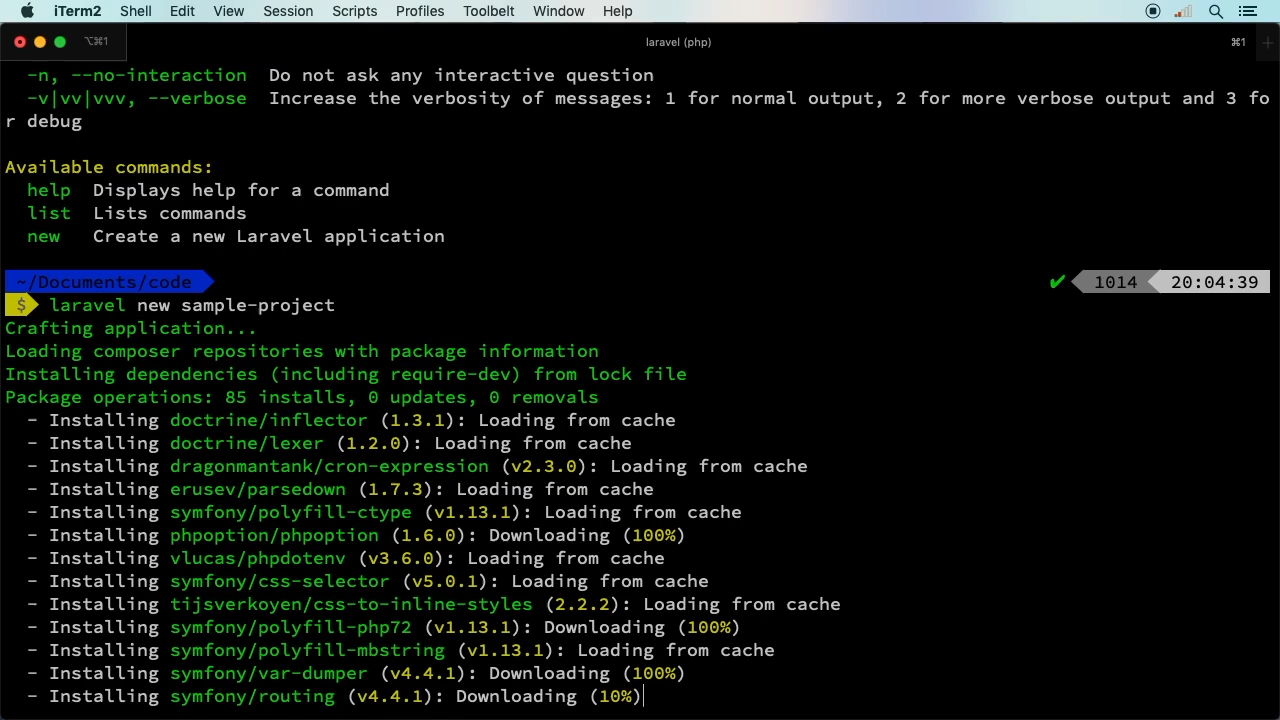 iTerm2 Shell Edit View Session Scripts Profiles Toolbelt Window Help
⌥⌘1 laravel (php) ⌘1
-n, --no-interaction Do not ask any interactive question
-v|vv|vvv, --verbose Increase the verbosity of messages: 1 for normal output, 2 for more verbose output and 3 fo
r debug
Available commands:
help Displays help for a command
list Lists commands
new Create a new Laravel application
~/Documents/code ✔ 1014 20:04:39
$ laravel new sample-project
Crafting application...
Loading composer repositories with package information
Installing dependencies (including require-dev) from lock file
Package operations: 85 installs, 0 updates, 0 removals
- Installing doctrine/inflector (1.3.1): Loading from cache
- Installing doctrine/lexer (1.2.0): Loading from cache
- Installing dragonmantank/cron-expression (v2.3.0): Loading from cache
- Installing erusev/parsedown (1.7.3): Loading from cache
- Installing symfony/polyfill-ctype (v1.13.1): Loading from cache
- Installing phpoption/phpoption (1.6.0): Downloading (100%)
- Installing vlucas/phpdotenv (v3.6.0): Loading from cache
- Installing symfony/css-selector (v5.0.1): Loading from cache
- Installing tijsverkoyen/css-to-inline-styles (2.2.2): Loading from cache
- Installing symfony/polyfill-php72 (v1.13.1): Downloading (100%)
- Installing symfony/polyfill-mbstring (v1.13.1): Loading from cache
- Installing symfony/var-dumper (v4.4.1): Downloading (100%)
- Installing symfony/routing (v4.4.1): Downloading (10%)